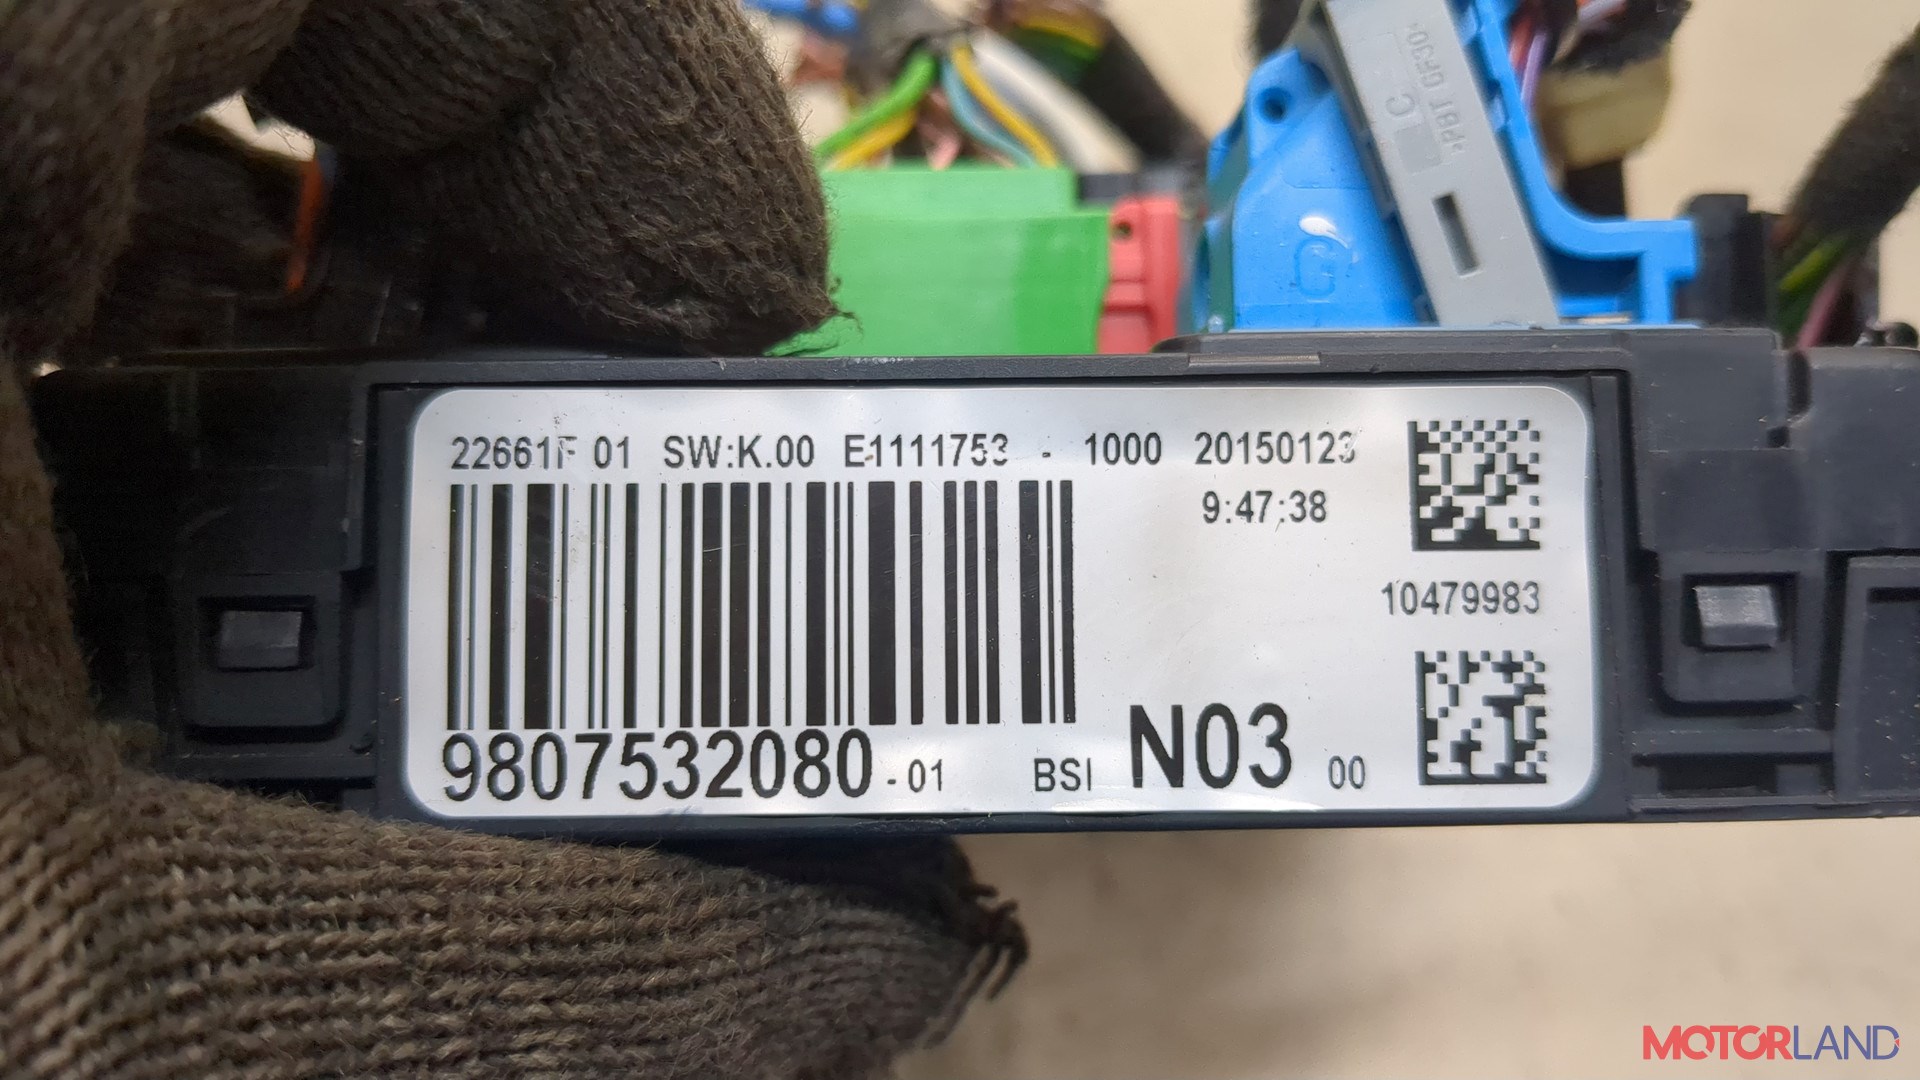 >PBT GF30<
LC
22661F 01 SW:K.00 E1111753 - 1000 20150123
9:47:38
10479983
9807532080 -01 BSI N03 00
MOTORLAND